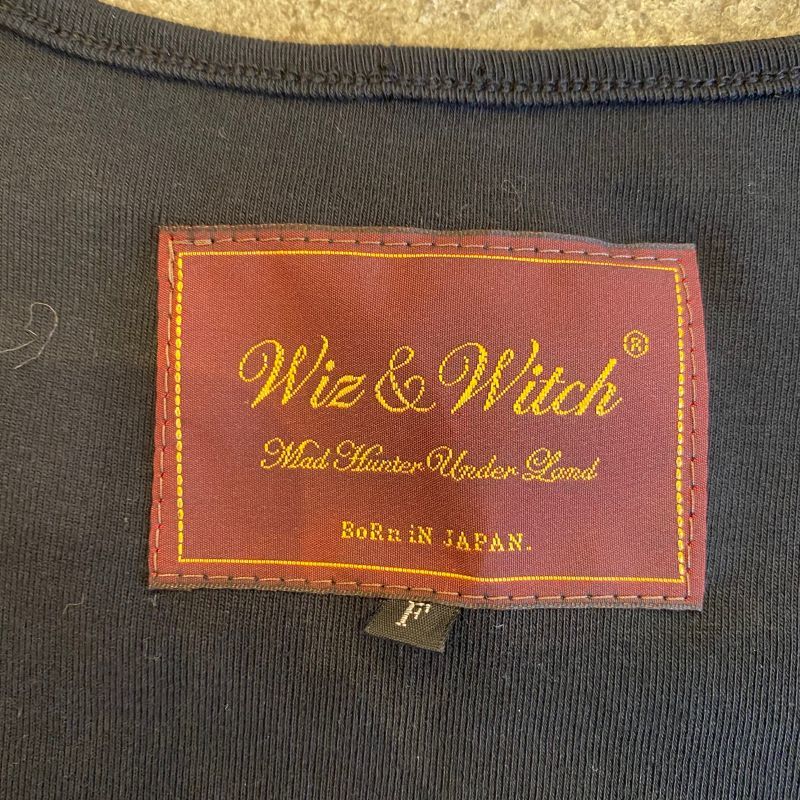 Wiz & Witch®
Mad Hunter Under Land
BoRn iN JAPAN.
F